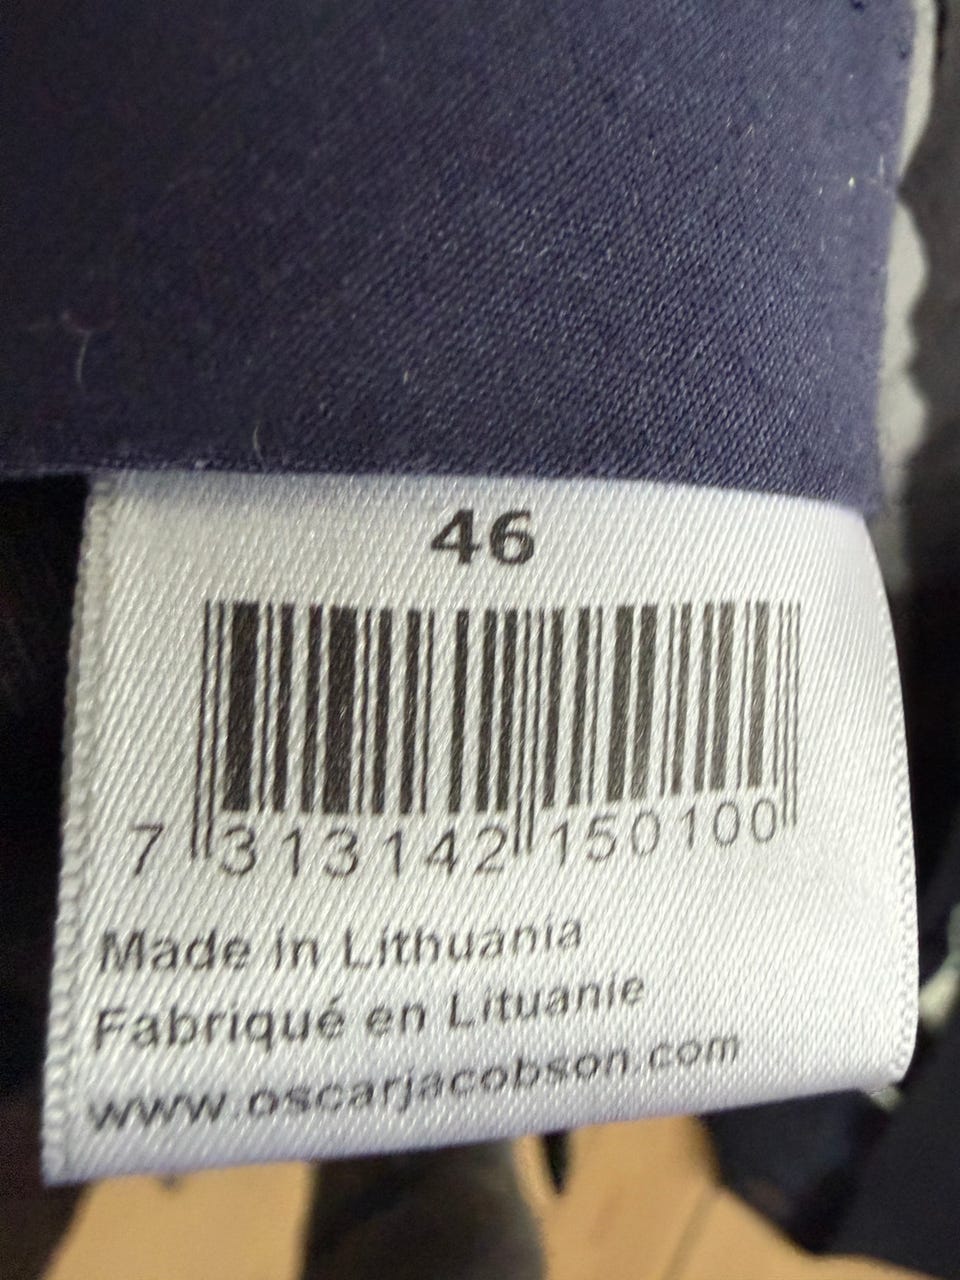 46
7 313142 150100
Made in Lithuania
Fabriqué en Lituanie
www.oscarjacobson.com